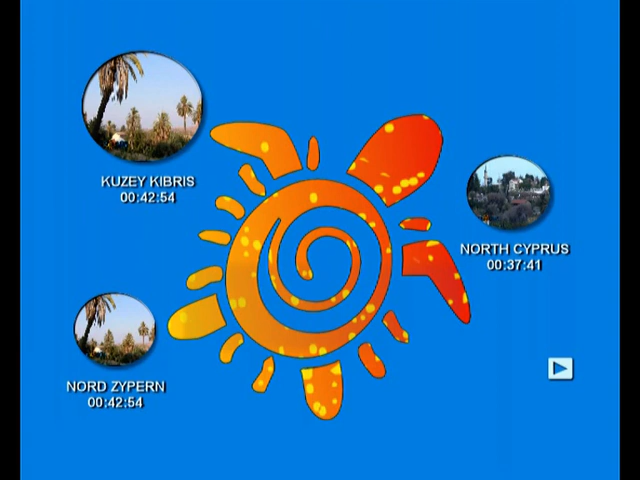 KUZEY KIBRIS
00:42:54
NORTH CYPRUS
00:37:41
NORD ZYPERN
00:42:54